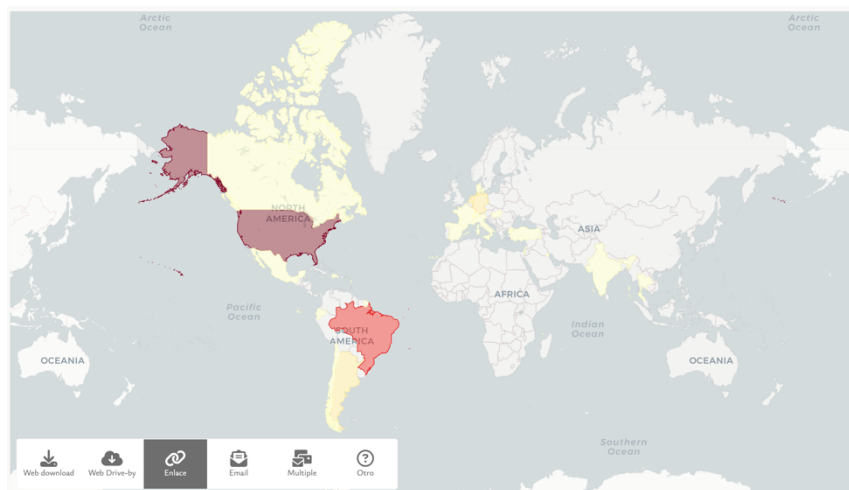 Arctic
Ocean
Arctic
Ocean
NORTH
AMERICA
ASIA
AFRICA
Pacific
Ocean
SOUTH
AMERICA
Indian
Ocean
OCEANIA
OCEANIA
Southern
Ocean
Web download
Web Drive-by
Enlace
Email
Multiple
Otro